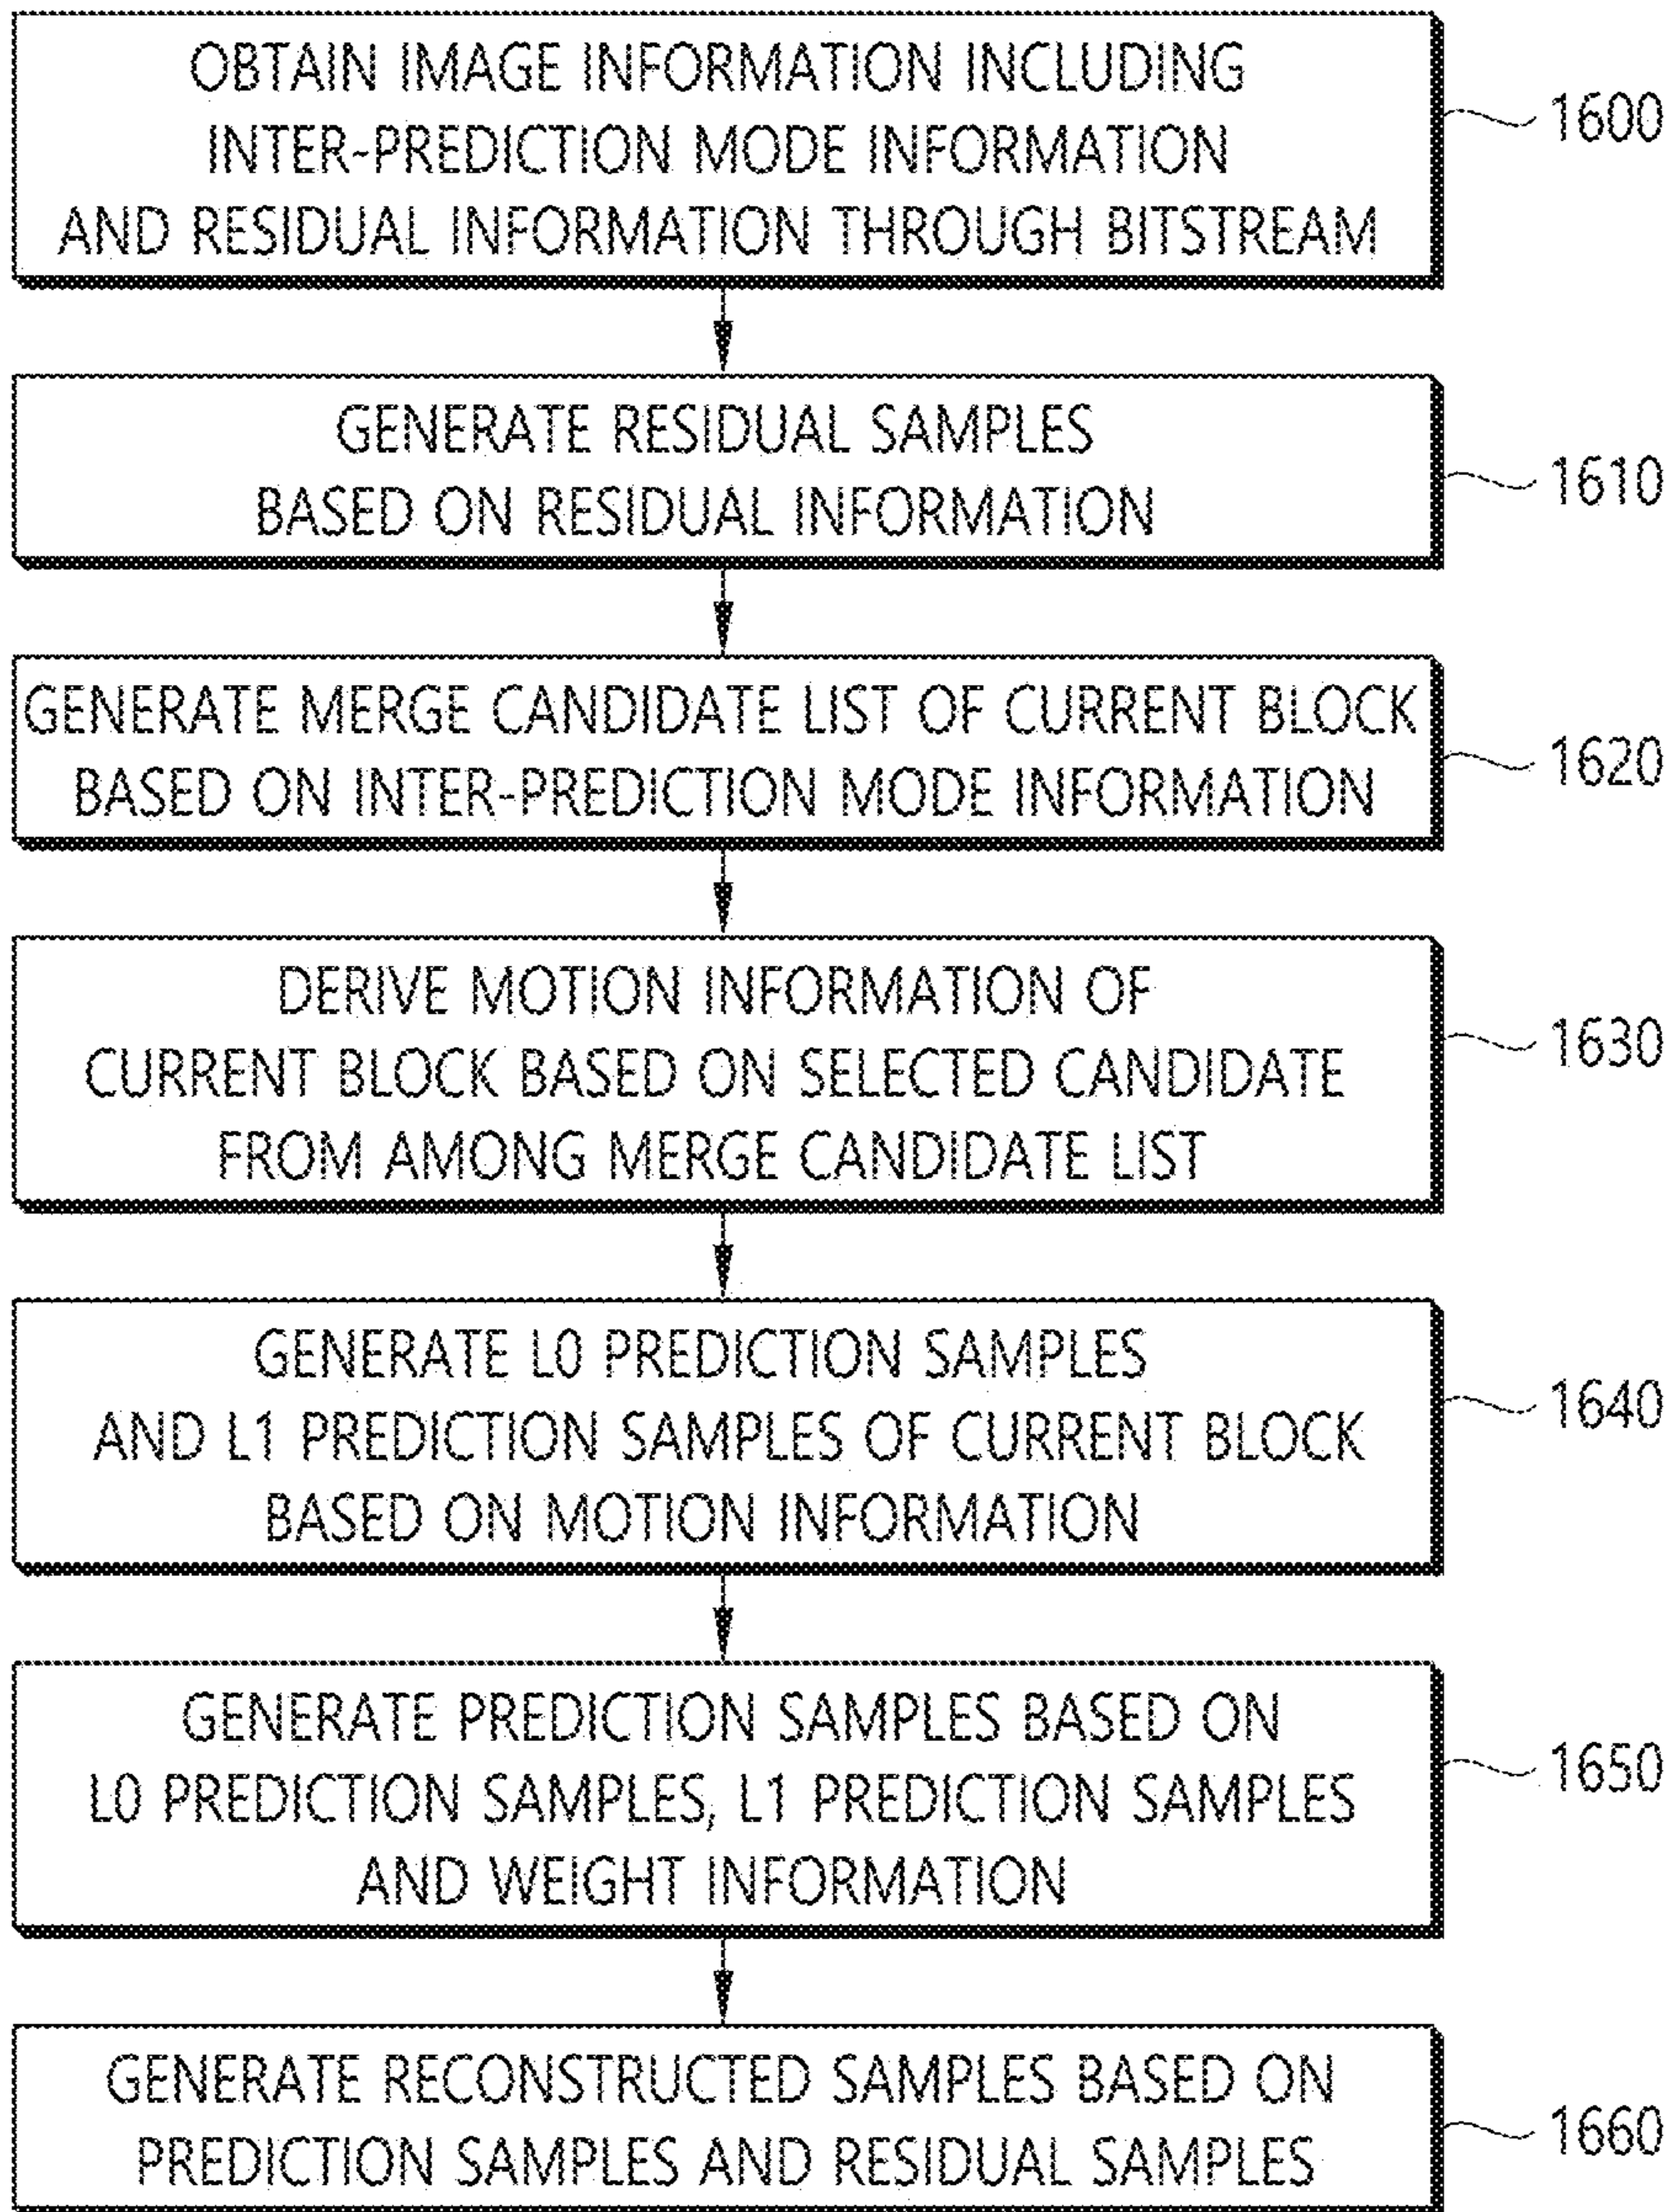 OBTAIN IMAGE INFORMATION INCLUDING
INTER-PREDICTION MODE INFORMATION
AND RESIDUAL INFORMATION THROUGH BITSTREAM
1600
GENERATE RESIDUAL SAMPLES
BASED ON RESIDUAL INFORMATION
1610
GENERATE MERGE CANDIDATE LIST OF CURRENT BLOCK
BASED ON INTER-PREDICTION MODE INFORMATION
1620
DERIVE MOTION INFORMATION OF
CURRENT BLOCK BASED ON SELECTED CANDIDATE
FROM AMONG MERGE CANDIDATE LIST
1630
GENERATE L0 PREDICTION SAMPLES
AND L1 PREDICTION SAMPLES OF CURRENT BLOCK
BASED ON MOTION INFORMATION
1640
GENERATE PREDICTION SAMPLES BASED ON
L0 PREDICTION SAMPLES, L1 PREDICTION SAMPLES
AND WEIGHT INFORMATION
1650
GENERATE RECONSTRUCTED SAMPLES BASED ON
PREDICTION SAMPLES AND RESIDUAL SAMPLES
1660